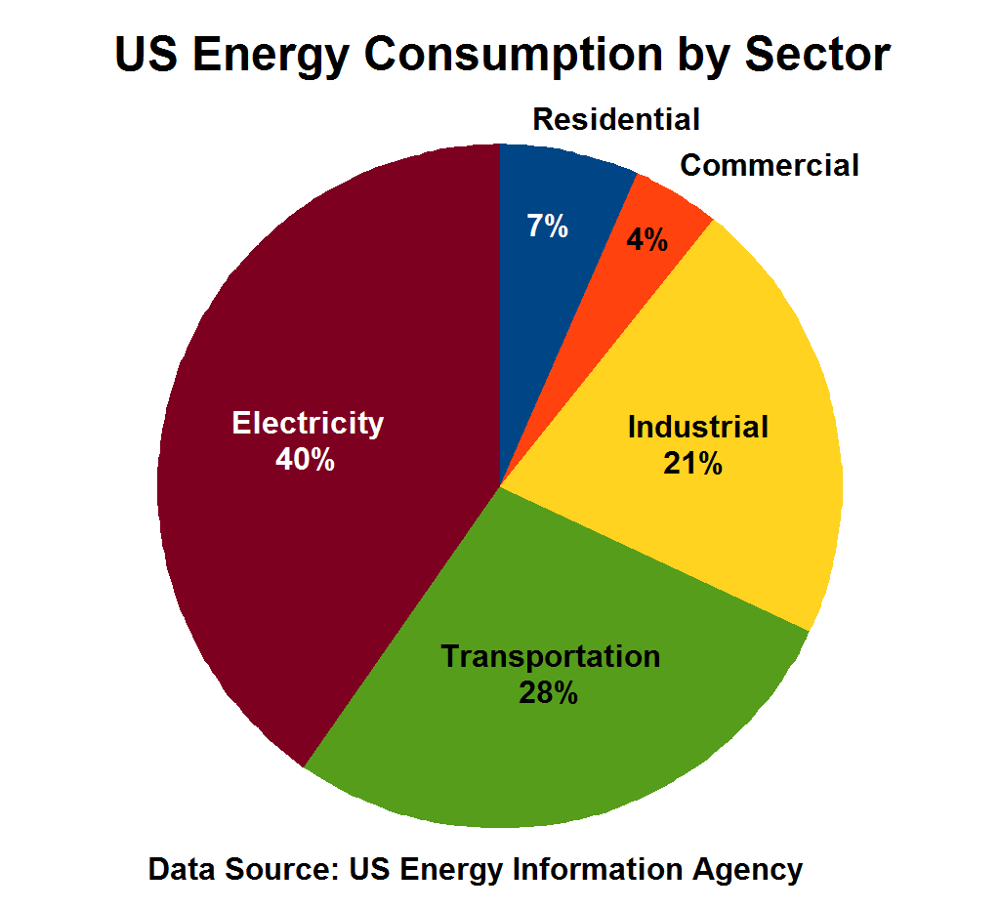 US Energy Consumption by Sector
Residential
Commercial
7%
4%
Electricity
40%
Industrial
21%
Transportation
28%
Data Source: US Energy Information Agency